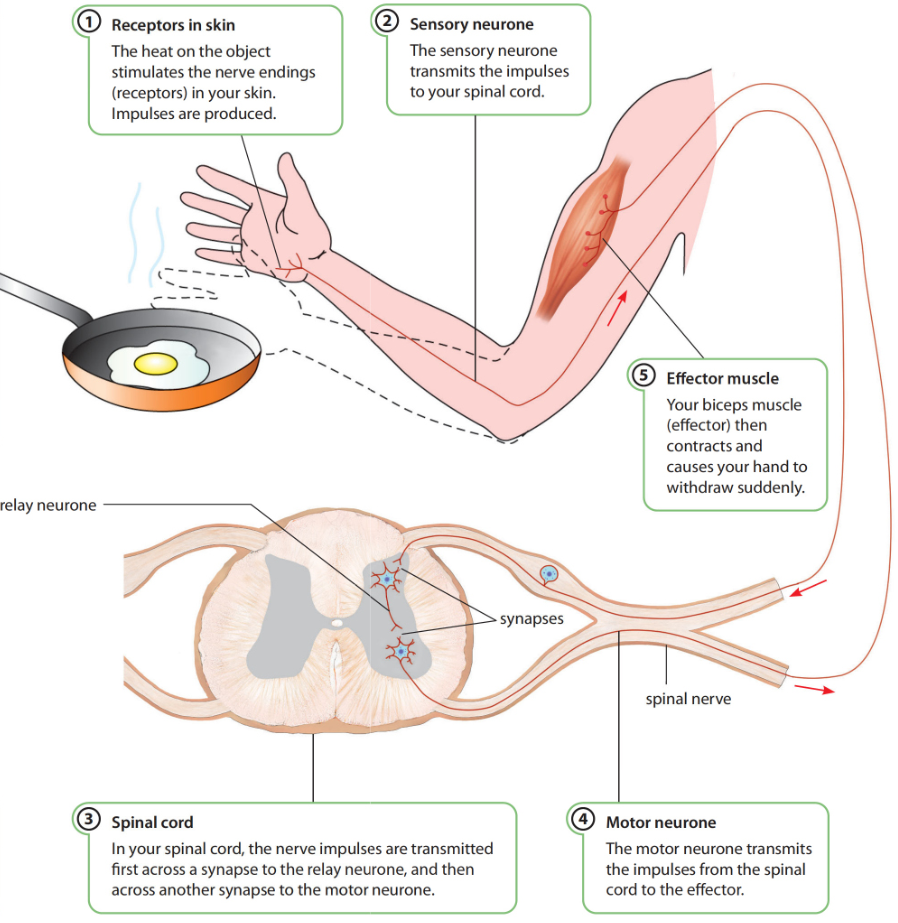 1 Receptors in skin
The heat on the object
stimulates the nerve endings
(receptors) in your skin.
Impulses are produced.
2 Sensory neurone
The sensory neurone
transmits the impulses
to your spinal cord.
5 Effector muscle
Your biceps muscle
(effector) then
contracts and
causes your hand to
withdraw suddenly.
relay neurone
synapses
spinal nerve
3 Spinal cord
In your spinal cord, the nerve impulses are transmitted
first across a synapse to the relay neurone, and then
across another synapse to the motor neurone.
4 Motor neurone
The motor neurone transmits
the impulses from the spinal
cord to the effector.